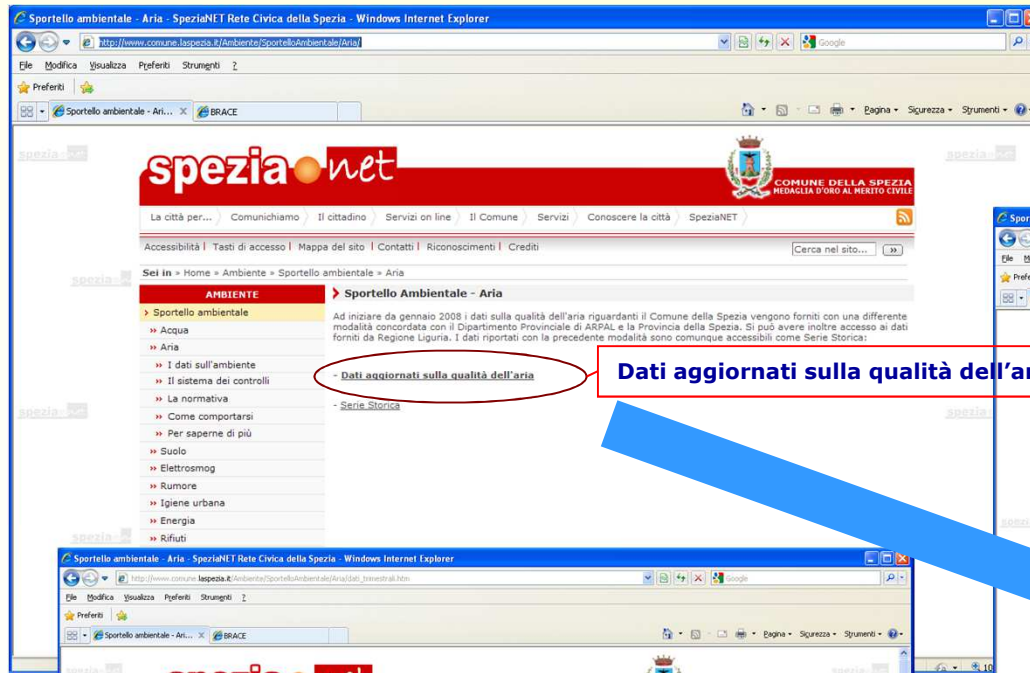 Sportello ambientale - Aria - SpeziaNET Rete Civica della Spezia - Windows Internet Explorer
http://www.comune.laspezia.it/Ambiente/SportelloAmbientale/Aria/
Google
File Modifica Visualizza Preferiti Strumenti ?
Preferiti
Sportello ambientale - Ari... X BRACE
Pagina Sicurezza Strumenti
spezia net
COMUNE DELLA SPEZIA
MEDAGLIA D'ORO AL MERITO CIVILE
La città per... Comunichiamo Il cittadino Servizi on line Il Comune Servizi Conoscere la città SpeziaNET
Accessibilità | Tasti di accesso | Mappa del sito | Contatti | Riconoscimenti | Crediti
Cerca nel sito... »
Sei in » Home » Ambiente » Sportello ambientale » Aria
AMBIENTE
Sportello ambientale
» Acqua
» Aria
» I dati sull'ambiente
» Il sistema dei controlli
» La normativa
» Come comportarsi
» Per saperne di più
» Suolo
» Elettrosmog
» Rumore
» Igiene urbana
» Energia
» Rifiuti
Sportello Ambientale - Aria
Ad iniziare da gennaio 2008 i dati sulla qualità dell'aria riguardanti il Comune della Spezia vengono forniti con una differente
modalità concordata con il Dipartimento Provinciale di ARPAL e la Provincia della Spezia. Si può avere inoltre accesso ai dati
forniti da Regione Liguria. I dati riportati con la precedente modalità sono comunque accessibili come Serie Storica:
- Dati aggiornati sulla qualità dell'aria
- Serie Storica
Dati aggiornati sulla qualità dell'ar
Spor
File M
Prefe
Sportello ambientale - Aria - SpeziaNET Rete Civica della Spezia - Windows Internet Explorer
http://www.comune.laspezia.it/Ambiente/SportelloAmbientale/Aria/dati_trimestrali.htm
Google
File Modifica Visualizza Preferiti Strumenti ?
Preferiti
Sportello ambientale - Ari... X BRACE
Pagina Sicurezza Strumenti
10